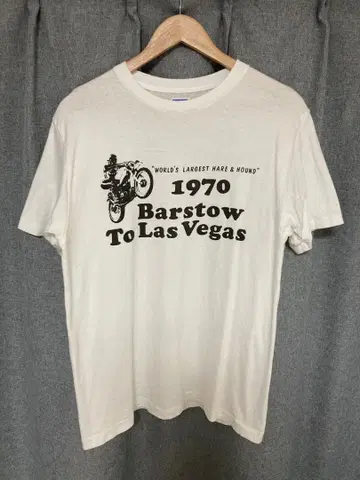 "WORLD'S LARGEST HARE & HOUND"
1970
Barstow
To Las Vegas